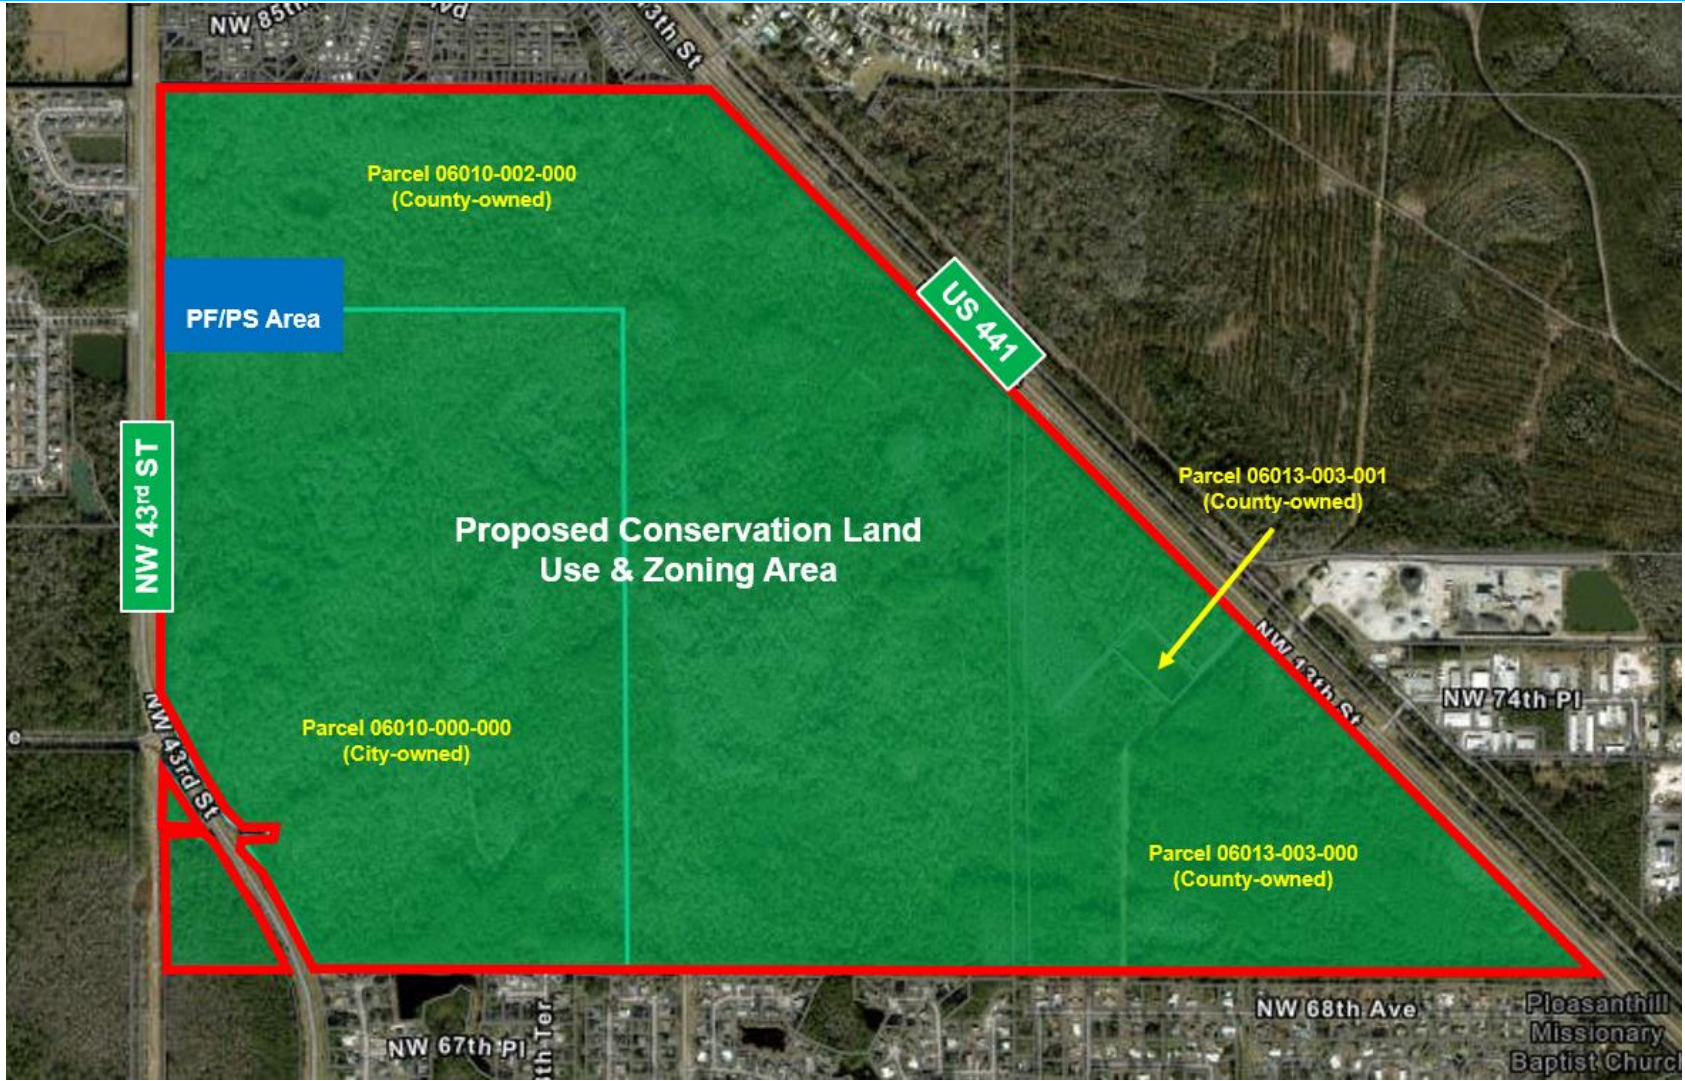 NW 85th
vd
13th St
Parcel 06010-002-000
(County-owned)
PF/PS Area
US 441
NW 43rd ST
Parcel 06013-003-001
(County-owned)
Proposed Conservation Land
Use & Zoning Area
NW 13th St
NW 74th Pl
Parcel 06010-000-000
(City-owned)
e
NW 43rd St
Parcel 06013-003-000
(County-owned)
NW 68th Ave
Pleasanthill
Missionary
Baptist Church
NW 67th Pl
8th Ter